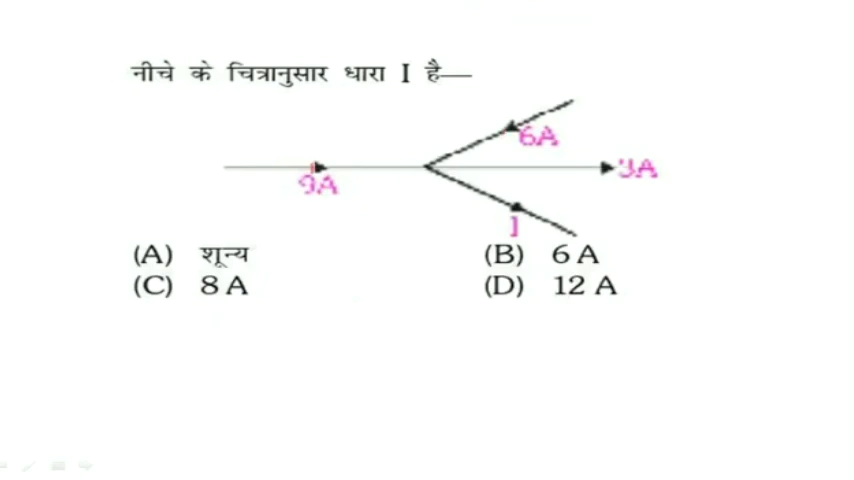 नीचे के चित्रानुसार धारा I है—
6A
3A
9A
I
(A) शून्य (B) 6 A
(C) 8 A (D) 12 A